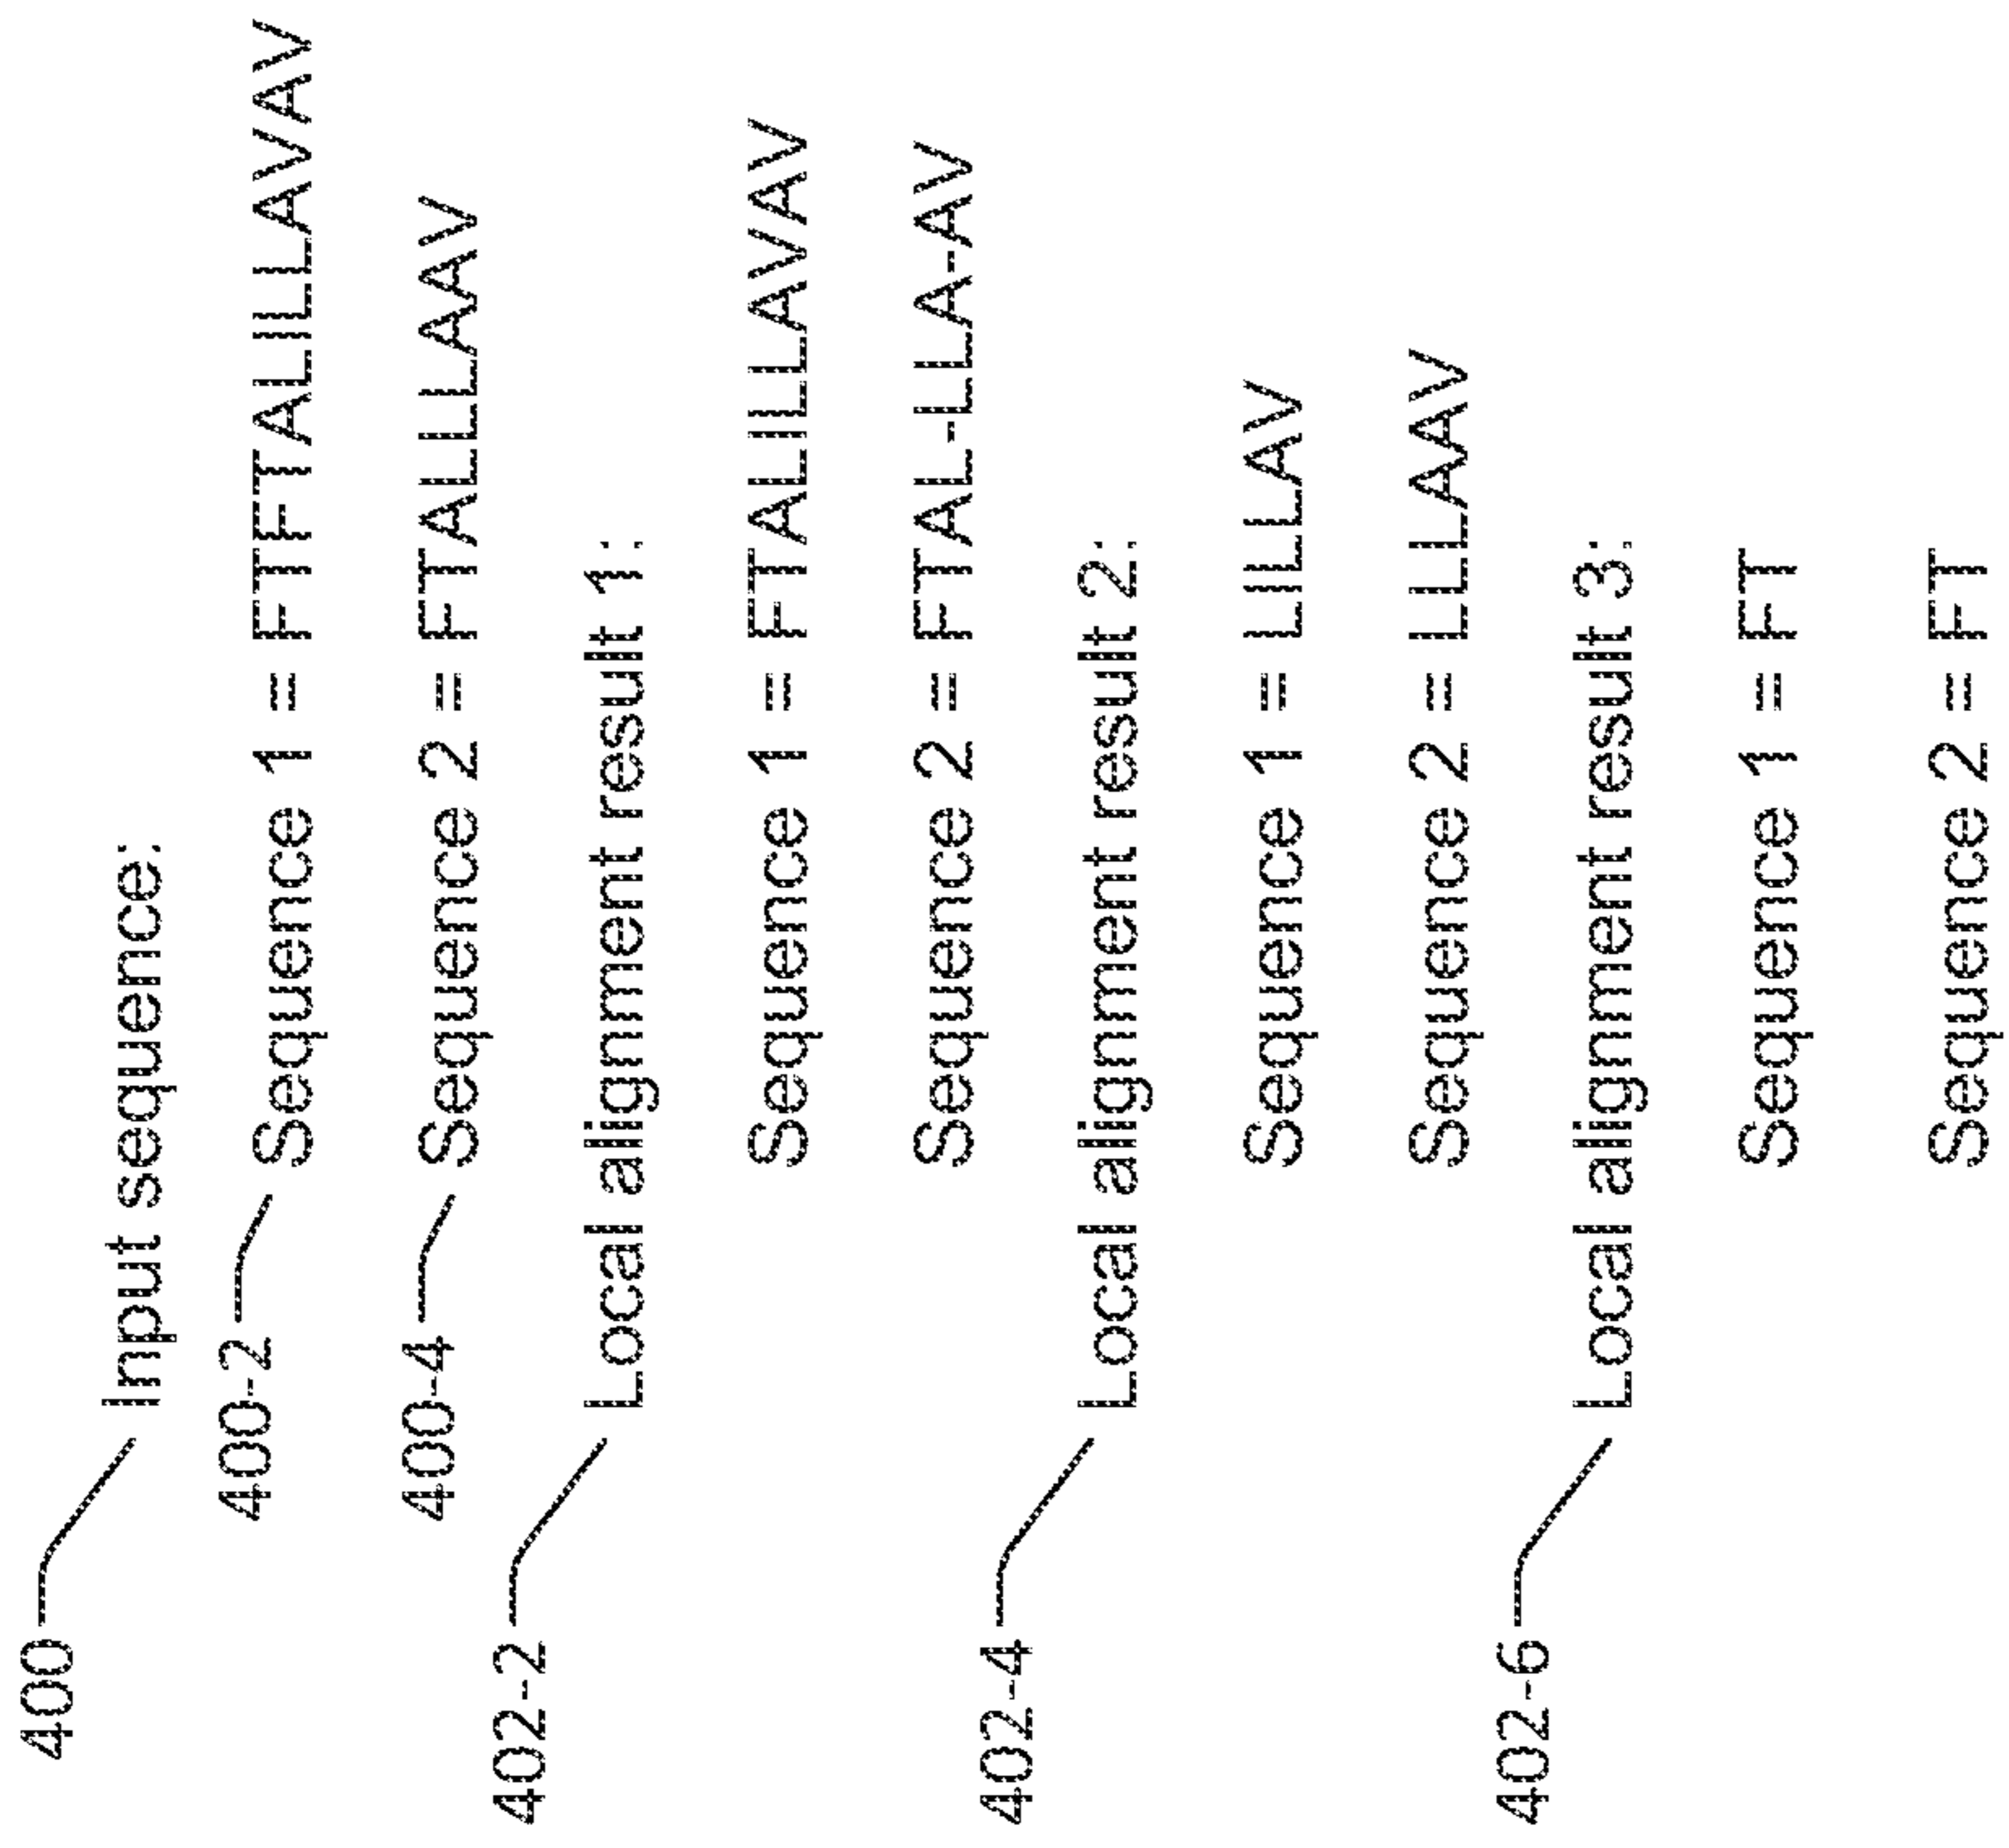 400
Input sequence:
400-2 Sequence 1 = FTFTALILLAVAV
400-4 Sequence 2 = FTALLLAAV
402-2 Local alignment result 1:
Sequence 1 = FTALILLAVAV
Sequence 2 = FTAL-LLA-AV
402-4 Local alignment result 2:
Sequence 1 = LILLAV
Sequence 2 = LLLAAV
402-6 Local alignment result 3:
Sequence 1 = FT
Sequence 2 = FT